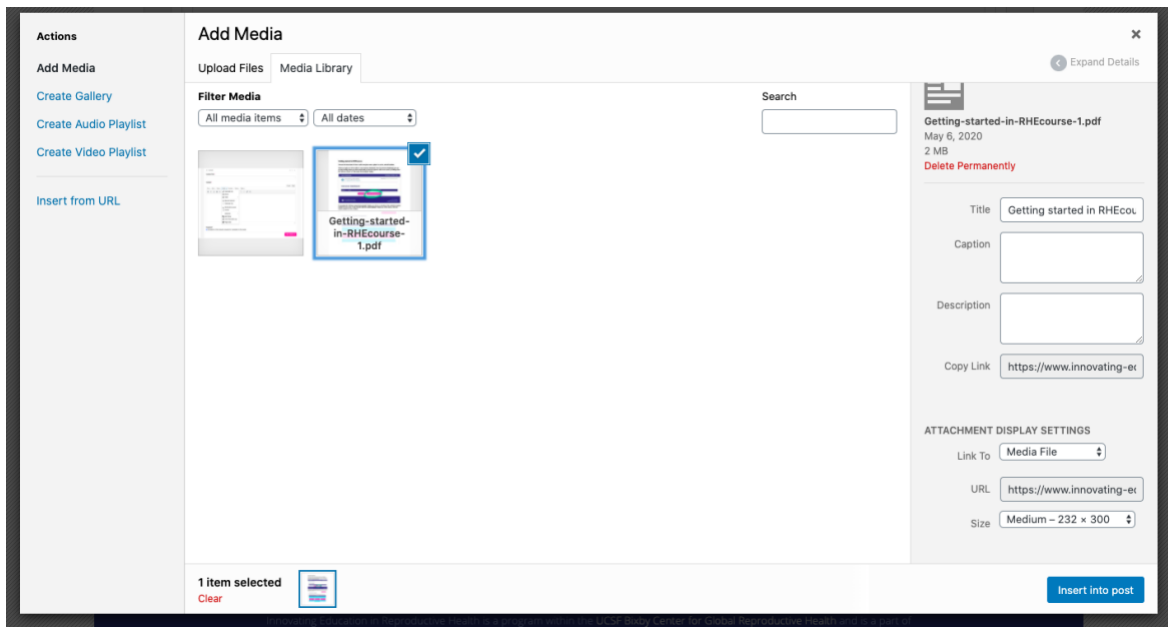 Actions
Add Media
Create Gallery
Create Audio Playlist
Create Video Playlist
Insert from URL
Add Media
Upload Files
Media Library
Expand Details
Filter Media
All media items
All dates
Search
Getting-started-
in-RHEcourse-
1.pdf
Getting-started-in-RHEcourse-1.pdf
May 6, 2020
2 MB
Delete Permanently
Title
Getting started in RHEcou
Caption
Description
Copy Link
https://www.innovating-ec
ATTACHMENT DISPLAY SETTINGS
Link To
Media File
URL
https://www.innovating-ec
Size
Medium – 232 × 300
1 item selected
Clear
Insert into post
Innovating Education in Reproductive Health is a program within the UCSF Bixby Center for Global Reproductive Health and is a part of